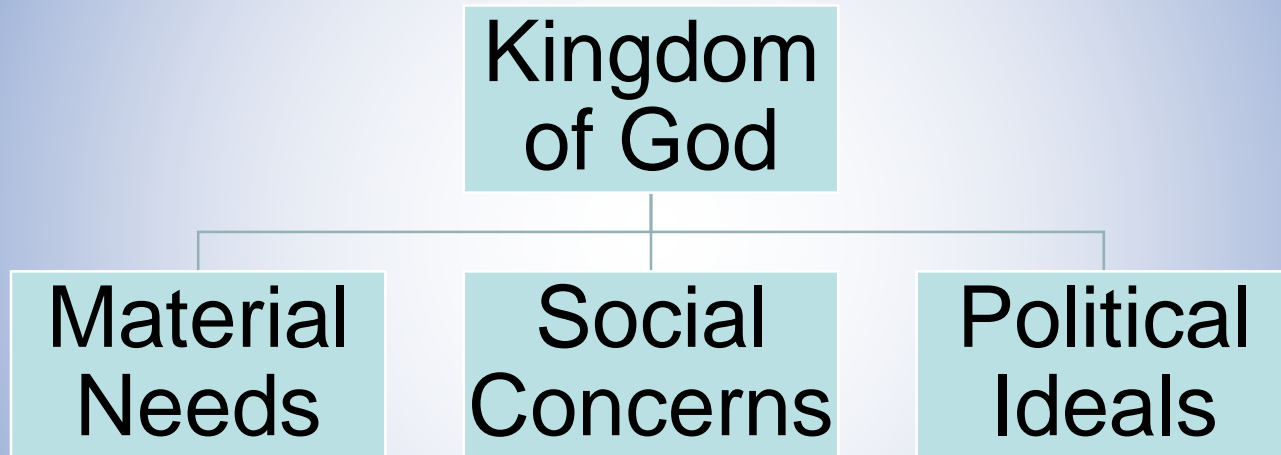 Kingdom
of God
Material
Needs
Social
Concerns
Political
Ideals